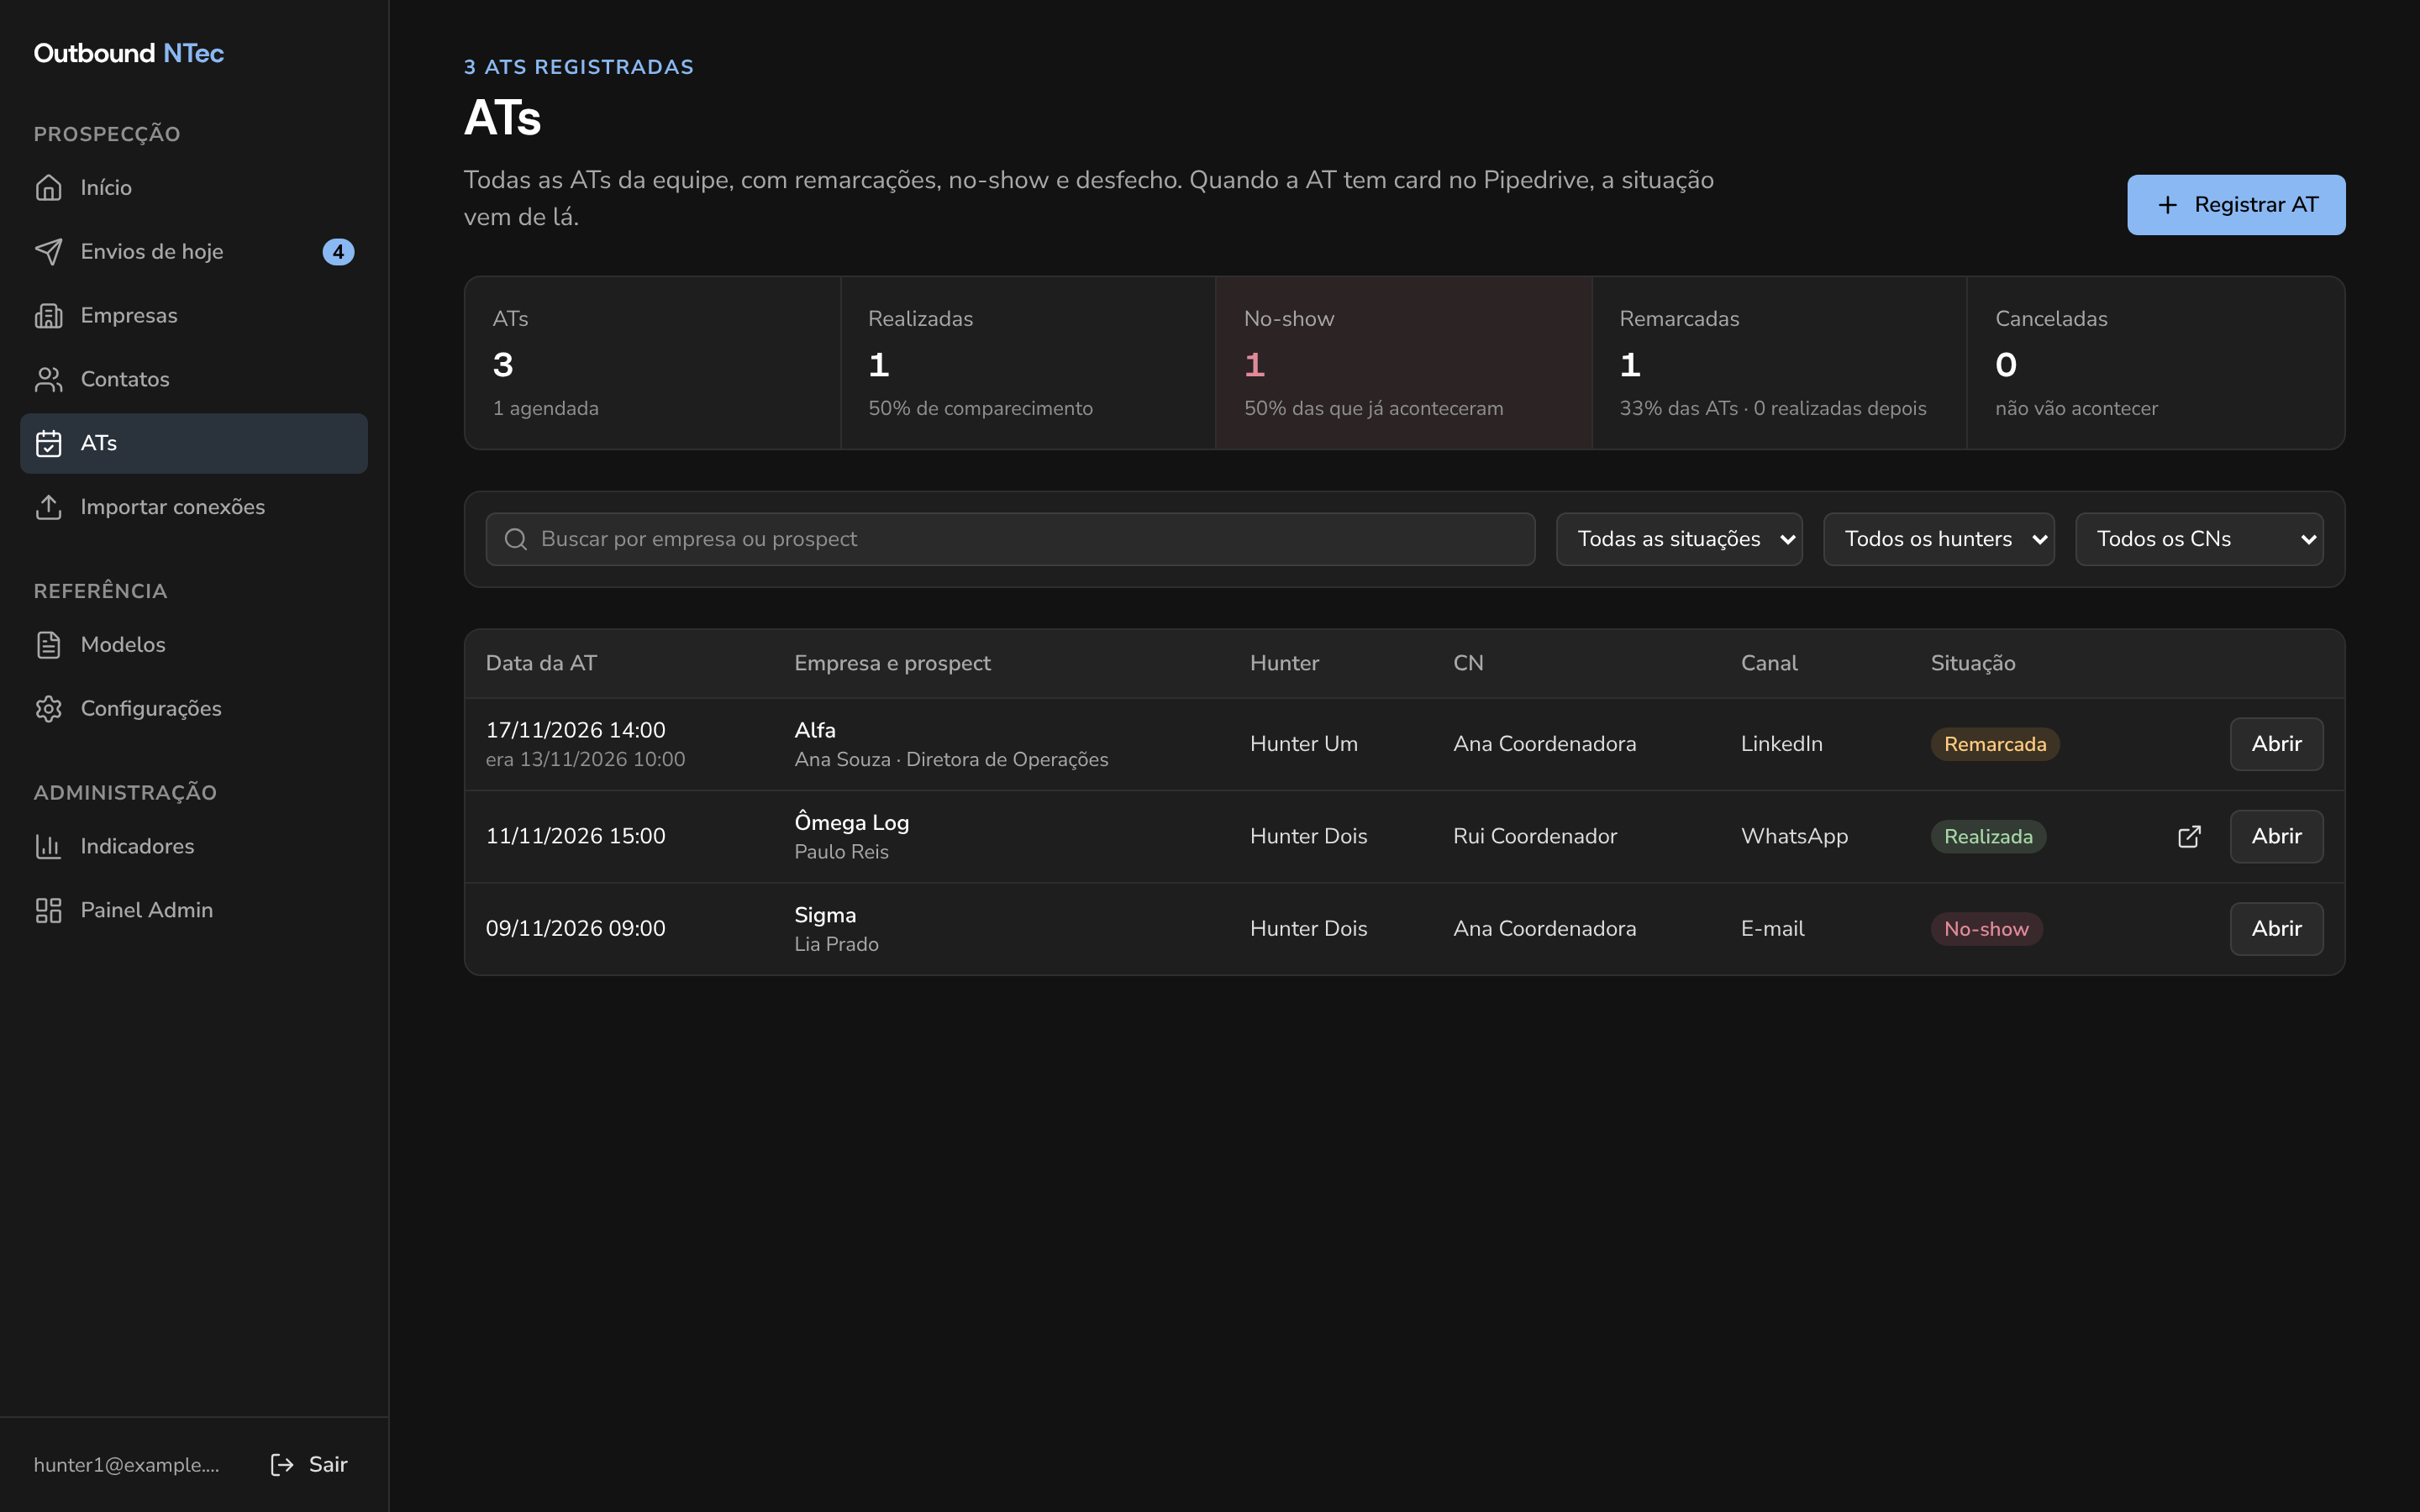 Outbound NTec
PROSPECÇÃO
Início
Envios de hoje 4
Empresas
Contatos
ATs
Importar conexões
REFERÊNCIA
Modelos
Configurações
ADMINISTRAÇÃO
Indicadores
Painel Admin
hunter1@example.... Sair
3 ATS REGISTRADAS
ATs
Todas as ATs da equipe, com remarcações, no-show e desfecho. Quando a AT tem card no Pipedrive, a situação
vem de lá.
Registrar AT
ATs
3
1 agendada
Realizadas
1
50% de comparecimento
No-show
1
50% das que já aconteceram
Remarcadas
1
33% das ATs · 0 realizadas depois
Canceladas
0
não vão acontecer
Buscar por empresa ou prospect Todas as situações Todos os hunters Todos os CNs
Data da AT Empresa e prospect Hunter CN Canal Situação
17/11/2026 14:00 Alfa Hunter Um Ana Coordenadora LinkedIn Remarcada Abrir
era 13/11/2026 10:00 Ana Souza · Diretora de Operações
11/11/2026 15:00 Ômega Log Hunter Dois Rui Coordenador WhatsApp Realizada Abrir
Paulo Reis
09/11/2026 09:00 Sigma Hunter Dois Ana Coordenadora E-mail No-show Abrir
Lia Prado